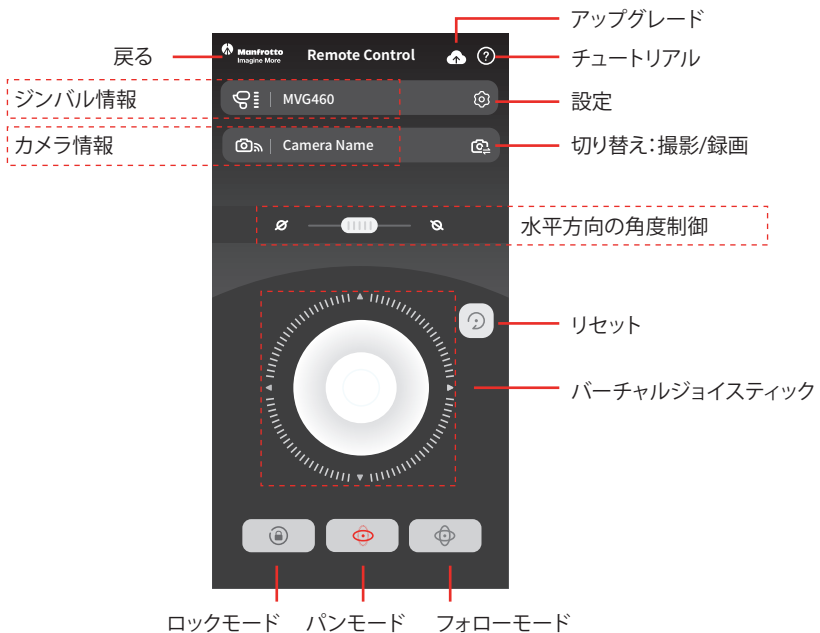 アップグレード
戻る
Manfrotto
Imagine More
Remote Control
?
チュートリアル
ジンバル情報
MVG460
設定
カメラ情報
Camera Name
切り替え：撮影/録画
水平方向の角度制御
リセット
バーチャルジョイスティック
ロックモード
パンモード
フォローモード